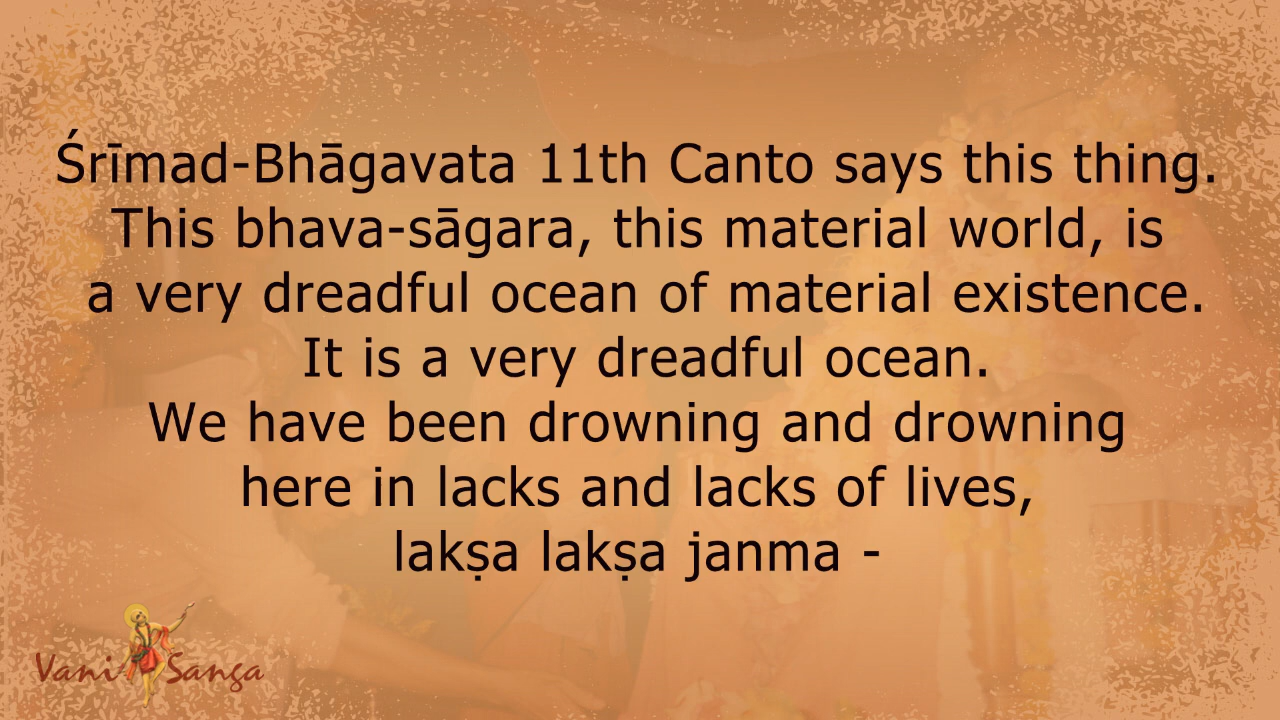 Śrīmad-Bhāgavata 11th Canto says this thing.
This bhava-sāgara, this material world, is
a very dreadful ocean of material existence.
It is a very dreadful ocean.
We have been drowning and drowning
here in lacks and lacks of lives,
lakṣa lakṣa janma -
Vani Sanga